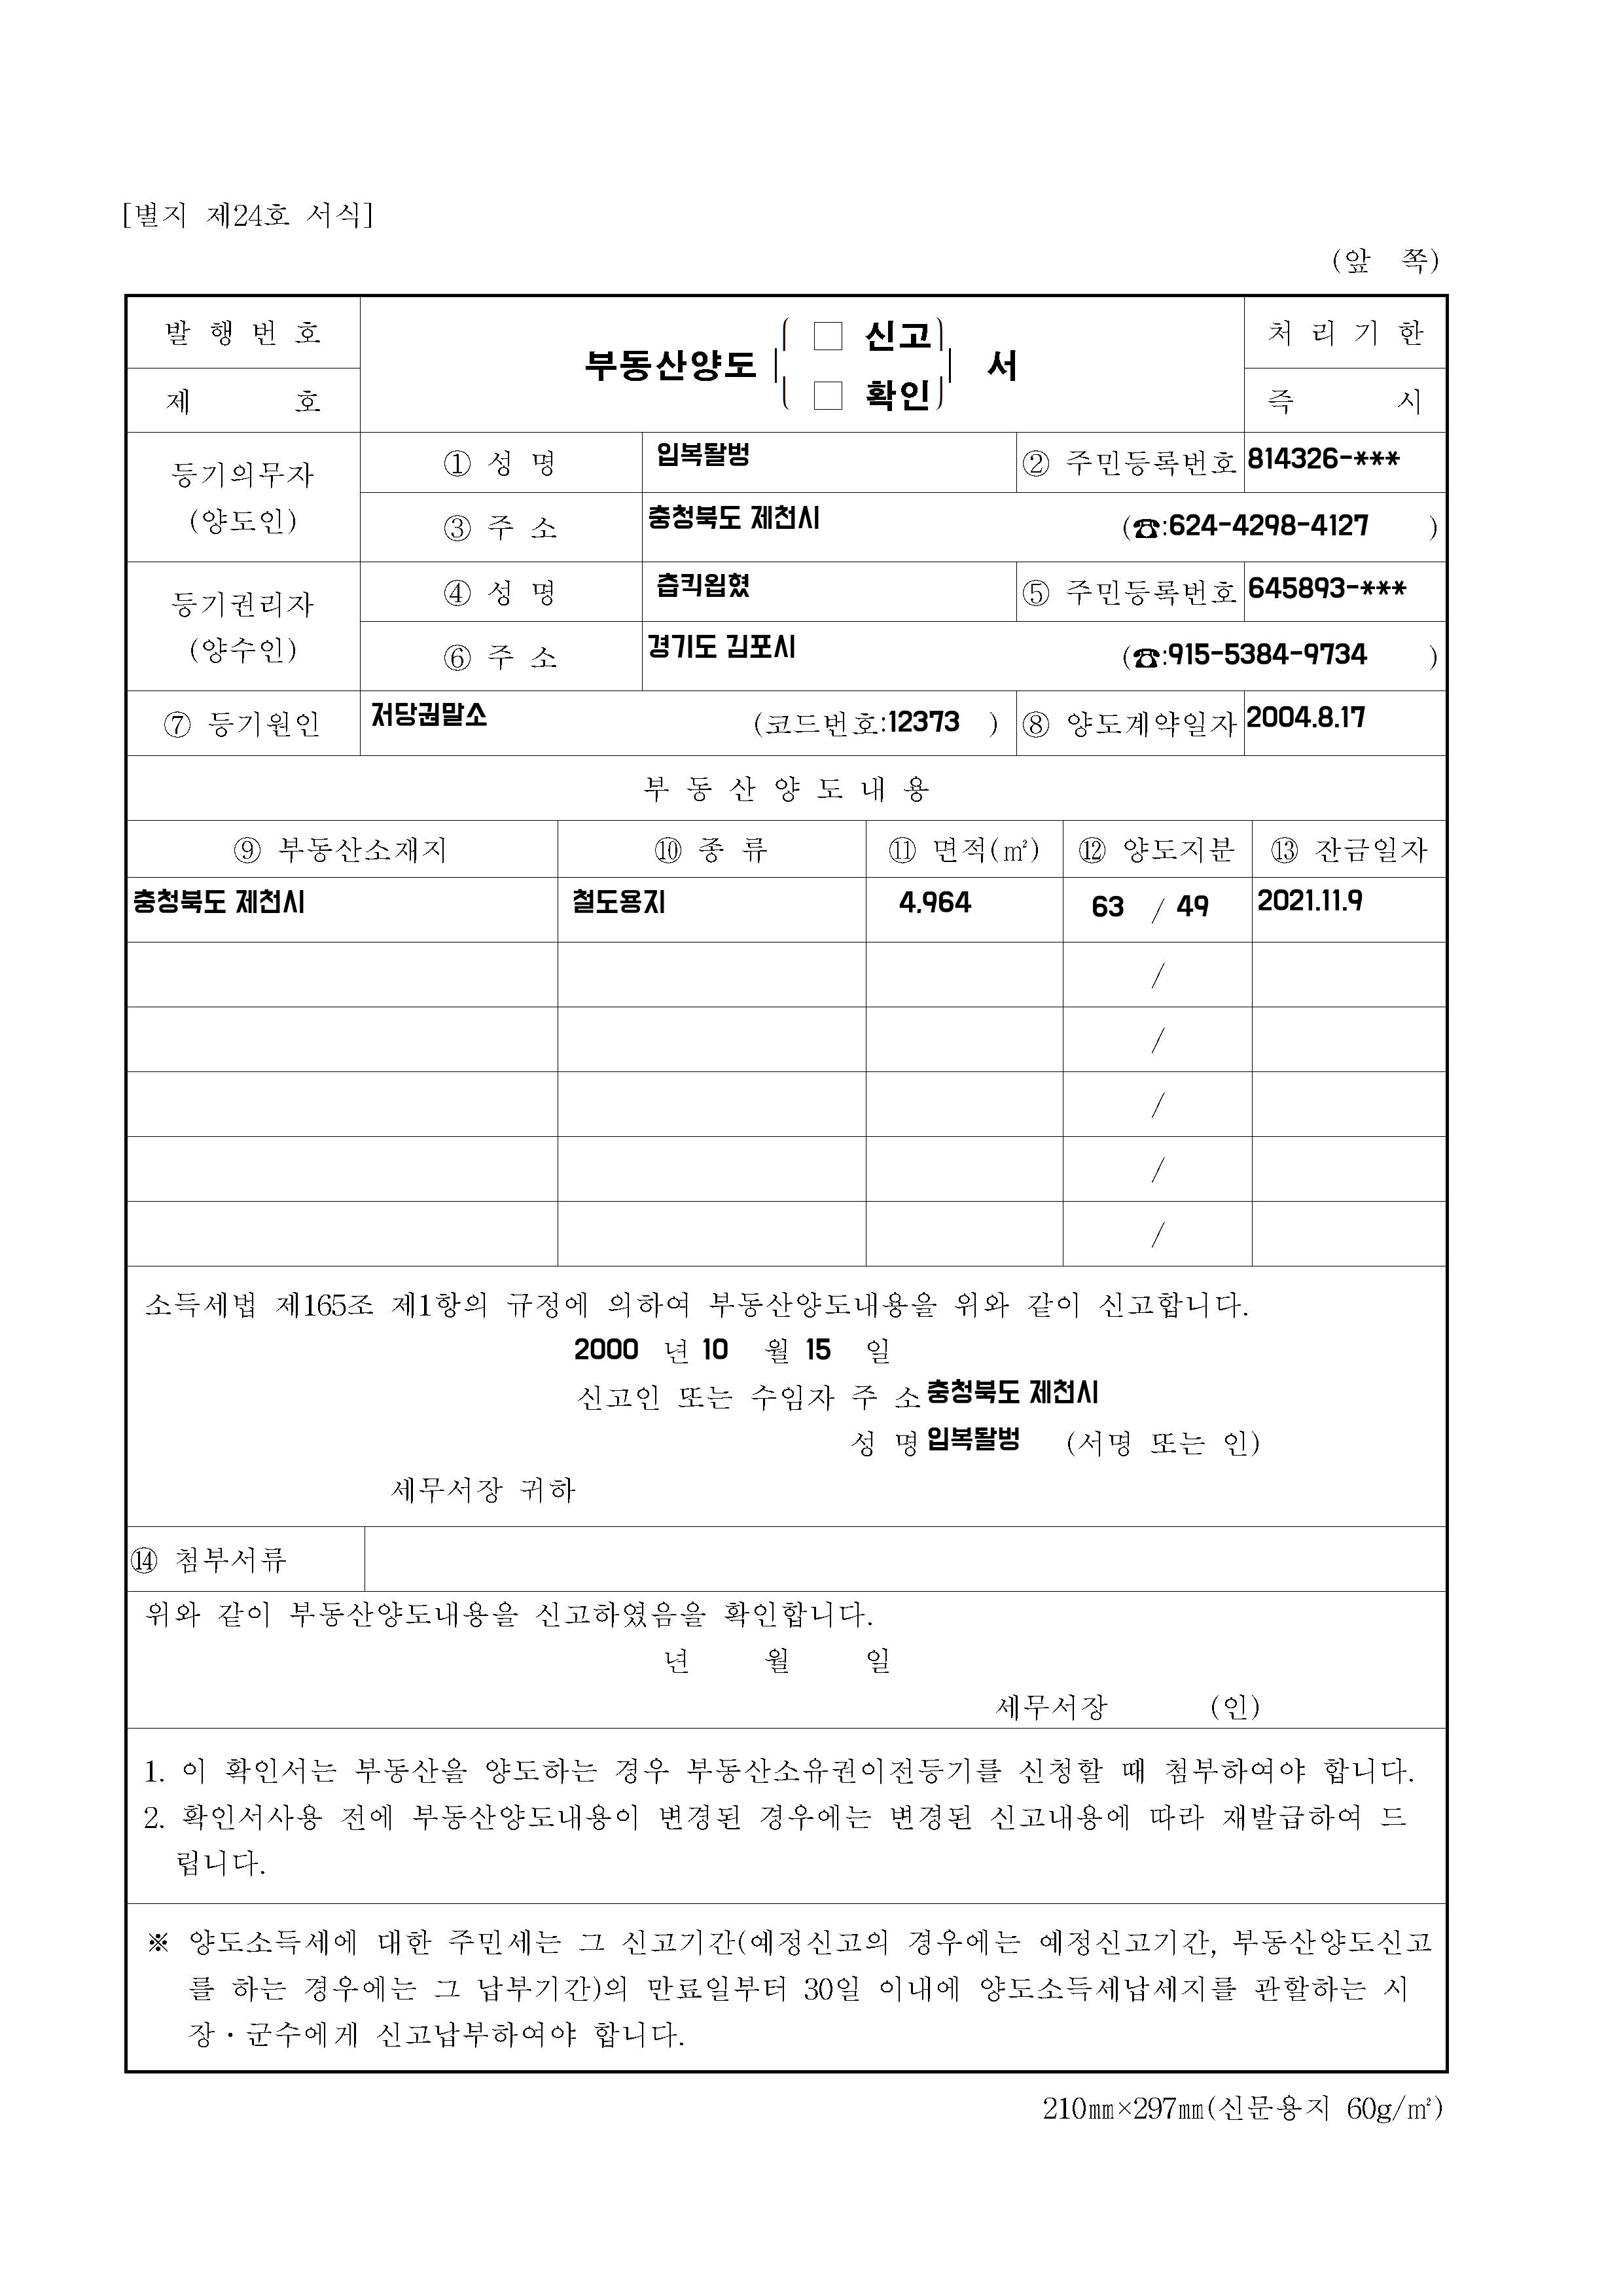 [별지 제24호 서식]
(앞 쪽)
발 행 번 호
제 호
부동산양도 □ 신고 □ 확인 서
처 리 기 한
즉 시
등기의무자
(양도인)
① 성 명 입복돨벙 ② 주민등록번호 814326-***
③ 주 소 충청북도 제천시 (☎:624-4298-4127 )
등기권리자
(양수인)
④ 성 명 츱킥윕혔 ⑤ 주민등록번호 645893-***
⑥ 주 소 경기도 김포시 (☎:915-5384-9734 )
⑦ 등기원인 저당권말소 (코드번호:12373 ) ⑧ 양도계약일자 2004.8.17
부 동 산 양 도 내 용
⑨ 부동산소재지 ⑩ 종 류 ⑪ 면적(㎡) ⑫ 양도지분 ⑬ 잔금일자
충청북도 제천시 철도용지 4,964 63 / 49 2021.11.9
/
/
/
/
/
소득세법 제165조 제1항의 규정에 의하여 부동산양도내용을 위와 같이 신고합니다.
2000 년 10 월 15 일
신고인 또는 수임자 주 소 충청북도 제천시
성 명 입복돨벙 (서명 또는 인)
세무서장 귀하
⑭ 첨부서류
위와 같이 부동산양도내용을 신고하였음을 확인합니다.
년 월 일
세무서장 (인)
1. 이 확인서는 부동산을 양도하는 경우 부동산소유권이전등기를 신청할 때 첨부하여야 합니다.
2. 확인서사용 전에 부동산양도내용이 변경된 경우에는 변경된 신고내용에 따라 재발급하여 드
립니다.
※ 양도소득세에 대한 주민세는 그 신고기간(예정신고의 경우에는 예정신고기간, 부동산양도신고
를 하는 경우에는 그 납부기간)의 만료일부터 30일 이내에 양도소득세납세지를 관할하는 시
장·군수에게 신고납부하여야 합니다.
210㎜×297㎜(신문용지 60g/㎡)